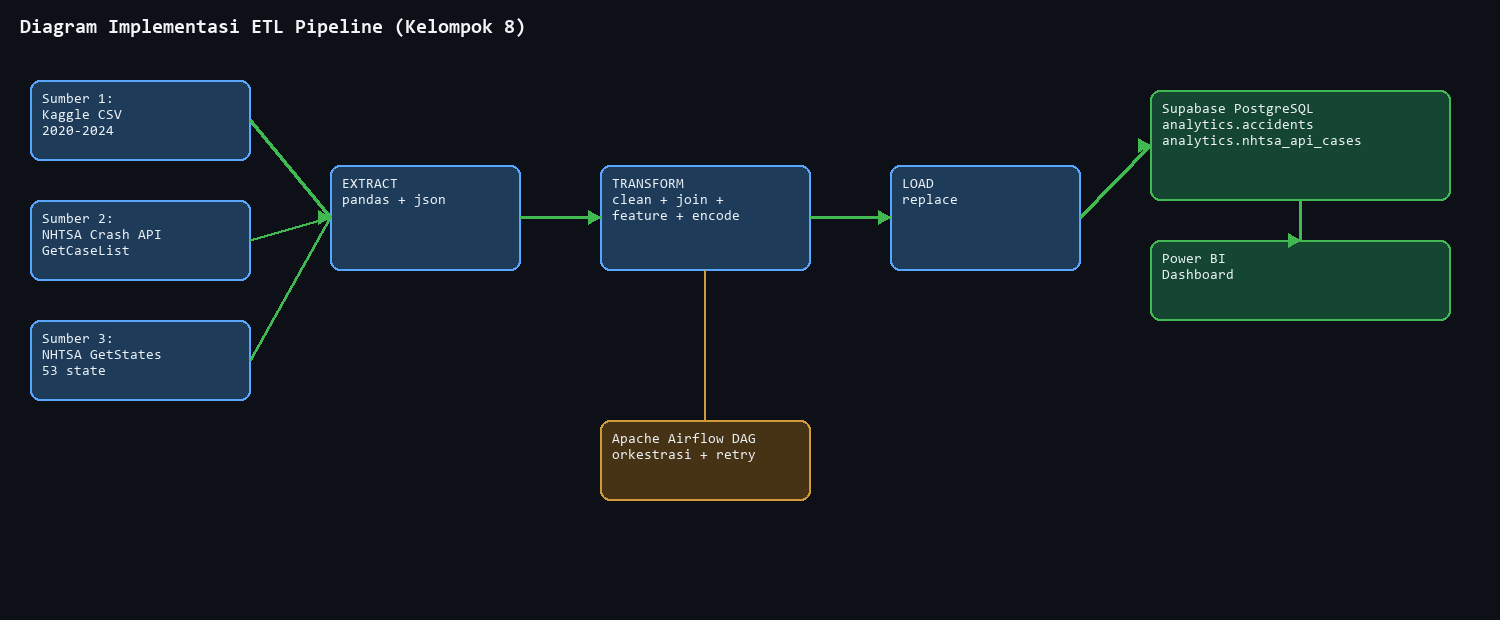 Diagram Implementasi ETL Pipeline (Kelompok 8)
Sumber 1:
Kaggle CSV
2020-2024
Sumber 2:
NHTSA Crash API
GetCaseList
Sumber 3:
NHTSA GetStates
53 state
EXTRACT
pandas + json
TRANSFORM
clean + join +
feature + encode
LOAD
replace
Supabase PostgreSQL
analytics.accidents
analytics.nhtsa_api_cases
Power BI
Dashboard
Apache Airflow DAG
orkestrasi + retry